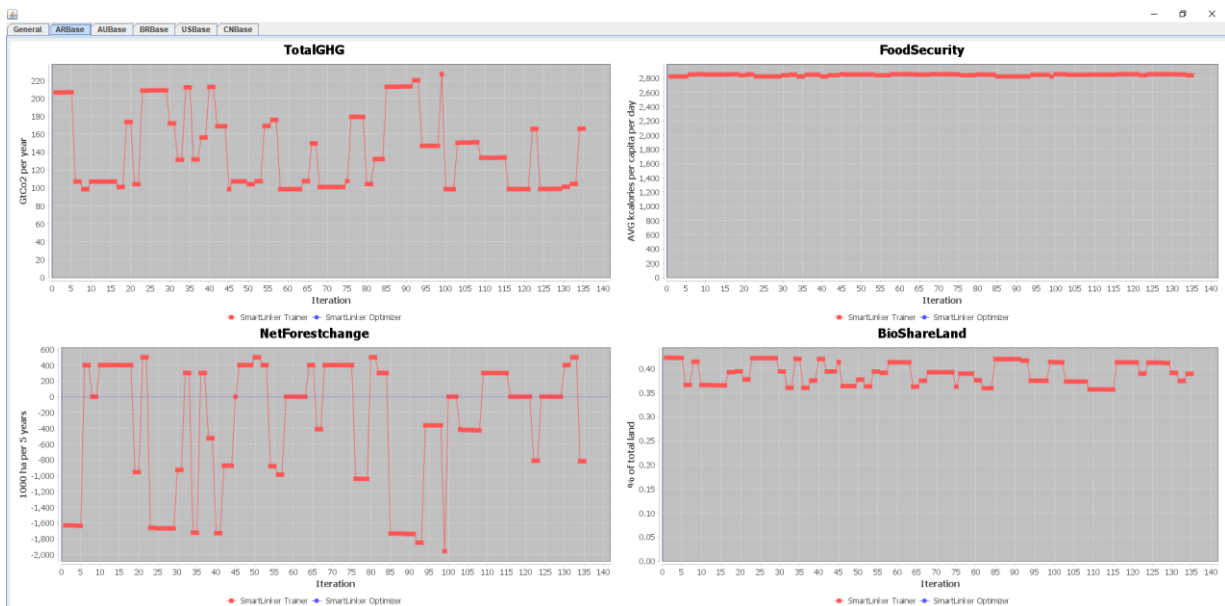 General ARBase AUBase BRBase USBase CNBase
TotalGHG
GtCo2 per year
220
200
180
160
140
120
100
80
60
40
20
0
0 5 10 15 20 25 30 35 40 45 50 55 60 65 70 75 80 85 90 95 100 105 110 115 120 125 130 135 140
Iteration
SmartLinker Trainer SmartLinker Optimizer
FoodSecurity
AVG kcalories per capita per day
2,800
2,600
2,400
2,200
2,000
1,800
1,600
1,400
1,200
1,000
800
600
400
200
0
0 5 10 15 20 25 30 35 40 45 50 55 60 65 70 75 80 85 90 95 100 105 110 115 120 125 130 135 140
Iteration
SmartLinker Trainer SmartLinker Optimizer
NetForestchange
1000 ha per 5 years
600
400
200
0
-200
-400
-600
-800
-1,000
-1,200
-1,400
-1,600
-1,800
-2,000
0 5 10 15 20 25 30 35 40 45 50 55 60 65 70 75 80 85 90 95 100 105 110 115 120 125 130 135 140
Iteration
SmartLinker Trainer SmartLinker Optimizer
BioShareLand
% of total land
0.40
0.35
0.30
0.25
0.20
0.15
0.10
0.05
0.00
0 5 10 15 20 25 30 35 40 45 50 55 60 65 70 75 80 85 90 95 100 105 110 115 120 125 130 135 140
Iteration
SmartLinker Trainer SmartLinker Optimizer